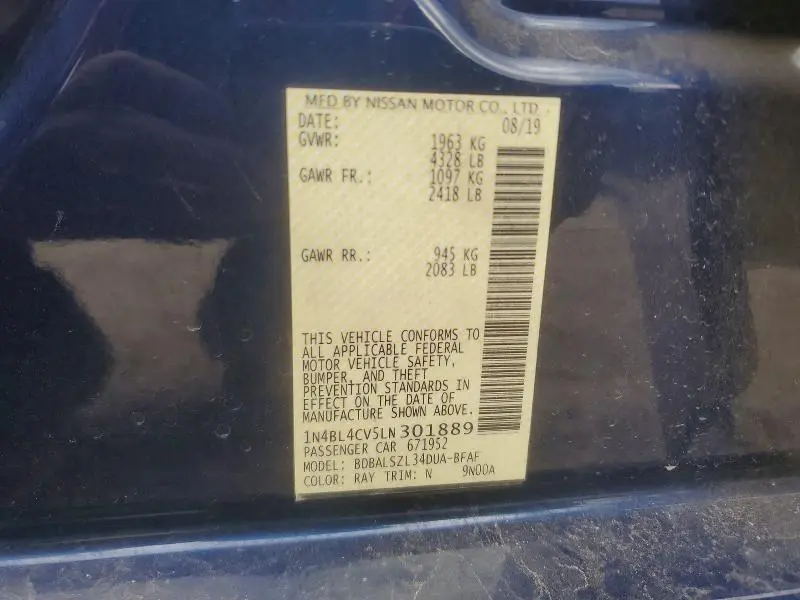 MFD BY NISSAN MOTOR CO., LTD.
DATE: 08/19
GVWR: 1963 KG
4328 LB
GAWR FR.: 1097 KG
2418 LB
GAWR RR.: 945 KG
2083 LB
THIS VEHICLE CONFORMS TO
ALL APPLICABLE FEDERAL
MOTOR VEHICLE SAFETY,
BUMPER, AND THEFT
PREVENTION STANDARDS IN
EFFECT ON THE DATE OF
MANUFACTURE SHOWN ABOVE.
1N4BL4CV5LN301889
PASSENGER CAR 671952
MODEL: BDBALSZL34DUA-BFAF
COLOR: RAY TRIM: N 9N00A